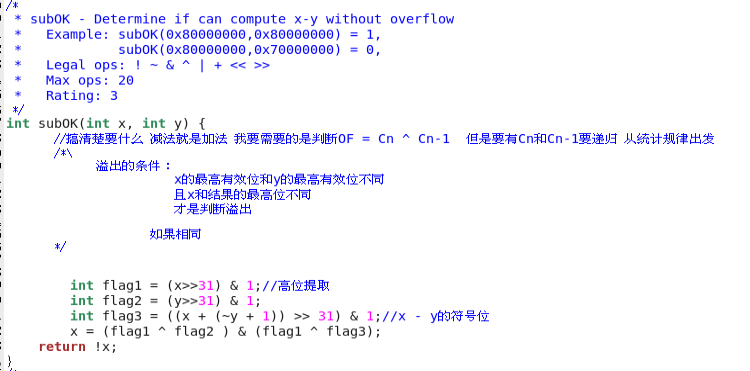 /*
 * subOK - Determine if can compute x-y without overflow
 *   Example: subOK(0x80000000,0x80000000) = 1,
 *            subOK(0x80000000,0x70000000) = 0,
 *   Legal ops: ! ~ & ^ | + << >>
 *   Max ops: 20
 *   Rating: 3
 */
int subOK(int x, int y) {
//搞清楚要什么 减法就是加法 我要需要的是判断OF = Cn ^ Cn-1  但是要有Cn和Cn-1要递归 从统计规律出发
/*\
溢出的条件：
x的最高有效位和y的最高有效位不同
且x和结果的最高位不同
才是判断溢出
如果相同
*/
int flag1 = (x>>31) & 1;//高位提取
int flag2 = (y>>31) & 1;
int flag3 = ((x + (~y + 1)) >> 31) & 1;//x - y的符号位
x = (flag1 ^ flag2 ) & (flag1 ^ flag3);
return !x;
}